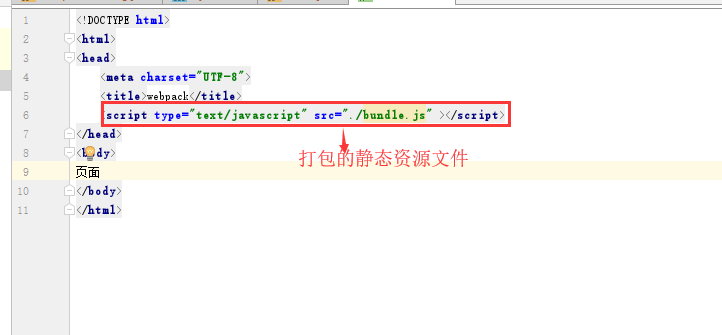 1 <!DOCTYPE html>
2 <html>
3 <head>
4 <meta charset="UTF-8">
5 <title>webpack</title>
6 <script type="text/javascript" src="./bundle.js" ></script>
7 </head>
打包的静态资源文件
8 <body>
9 页面
10 </body>
11 </html>